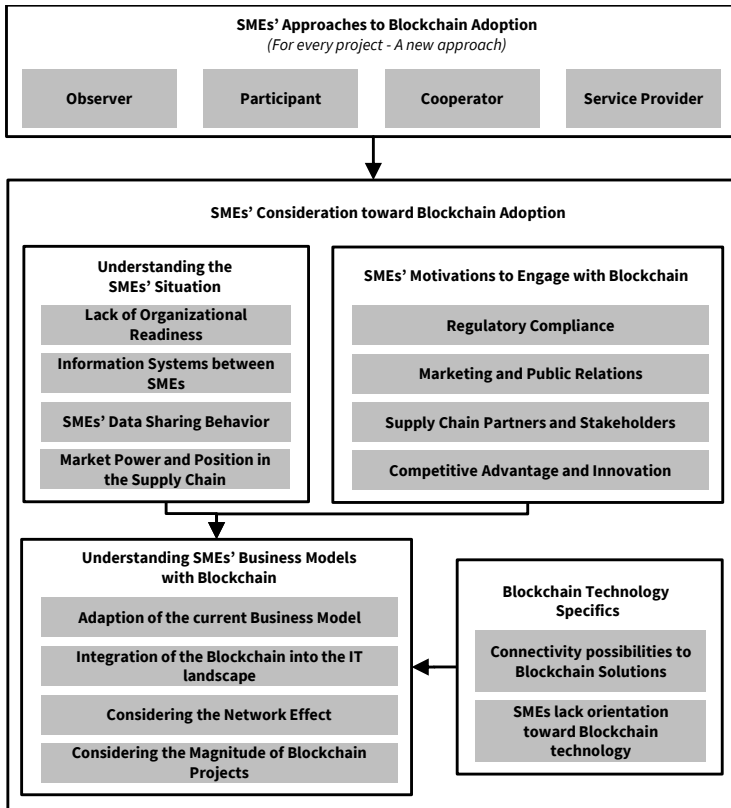 SMEs' Approaches to Blockchain Adoption
(For every project - A new approach)
Observer
Participant
Cooperator
Service Provider
SMEs' Consideration toward Blockchain Adoption
Understanding the
SMEs' Situation
Lack of Organizational
Readiness
Information Systems between
SMEs
SMEs' Data Sharing Behavior
Market Power and Position in
the Supply Chain
SMEs' Motivations to Engage with Blockchain
Regulatory Compliance
Marketing and Public Relations
Supply Chain Partners and Stakeholders
Competitive Advantage and Innovation
Understanding SMEs' Business Models
with Blockchain
Adaption of the current Business Model
Integration of the Blockchain into the IT
landscape
Considering the Network Effect
Considering the Magnitude of Blockchain
Projects
Blockchain Technology
Specifics
Connectivity possibilities to
Blockchain Solutions
SMEs lack orientation
toward Blockchain
technology